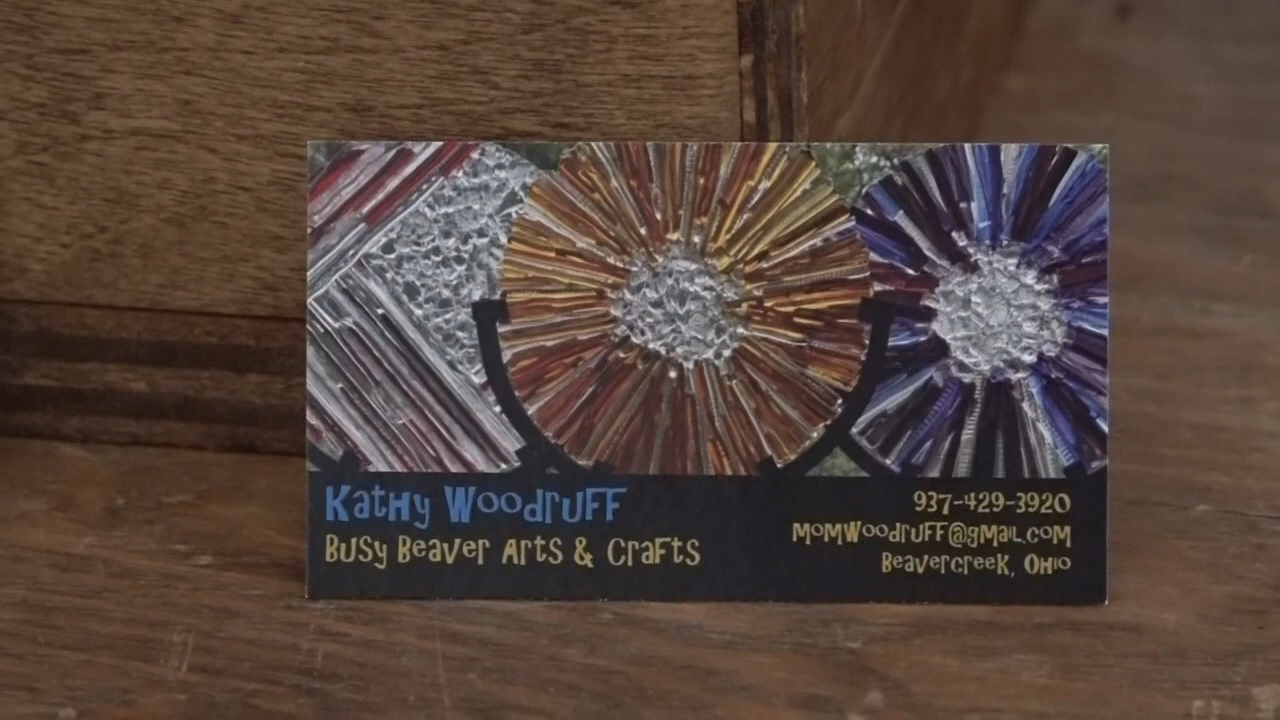 Kathy Woodruff
Busy Beaver Arts & Crafts
937-429-3920
momwoodruff@gmail.com
Beavercreek, Ohio